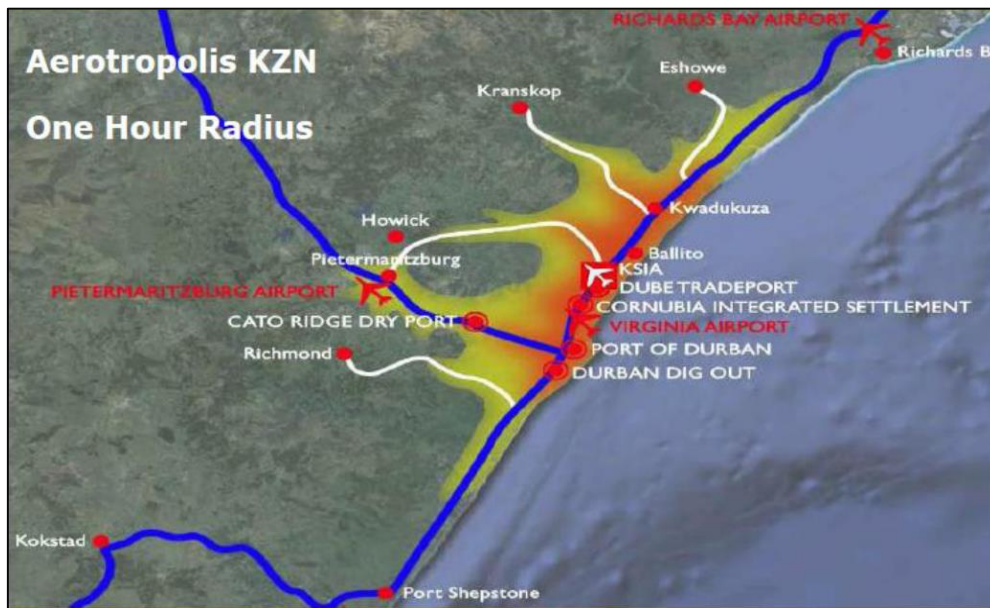 Aerotropolis KZN
One Hour Radius
RICHARDS BAY AIRPORT
Richards B
Eshowe
Kranskop
Kwadukuza
Howick
Ballito
Pietermaritzburg
KSIA
DUBE TRADEPORT
PIETERMARITZBURG AIRPORT
CORNUBIA INTEGRATED SETTLEMENT
CATO RIDGE DRY PORT
VIRGINIA AIRPORT
Richmond
PORT OF DURBAN
DURBAN DIG OUT
Kokstad
Port Shepstone